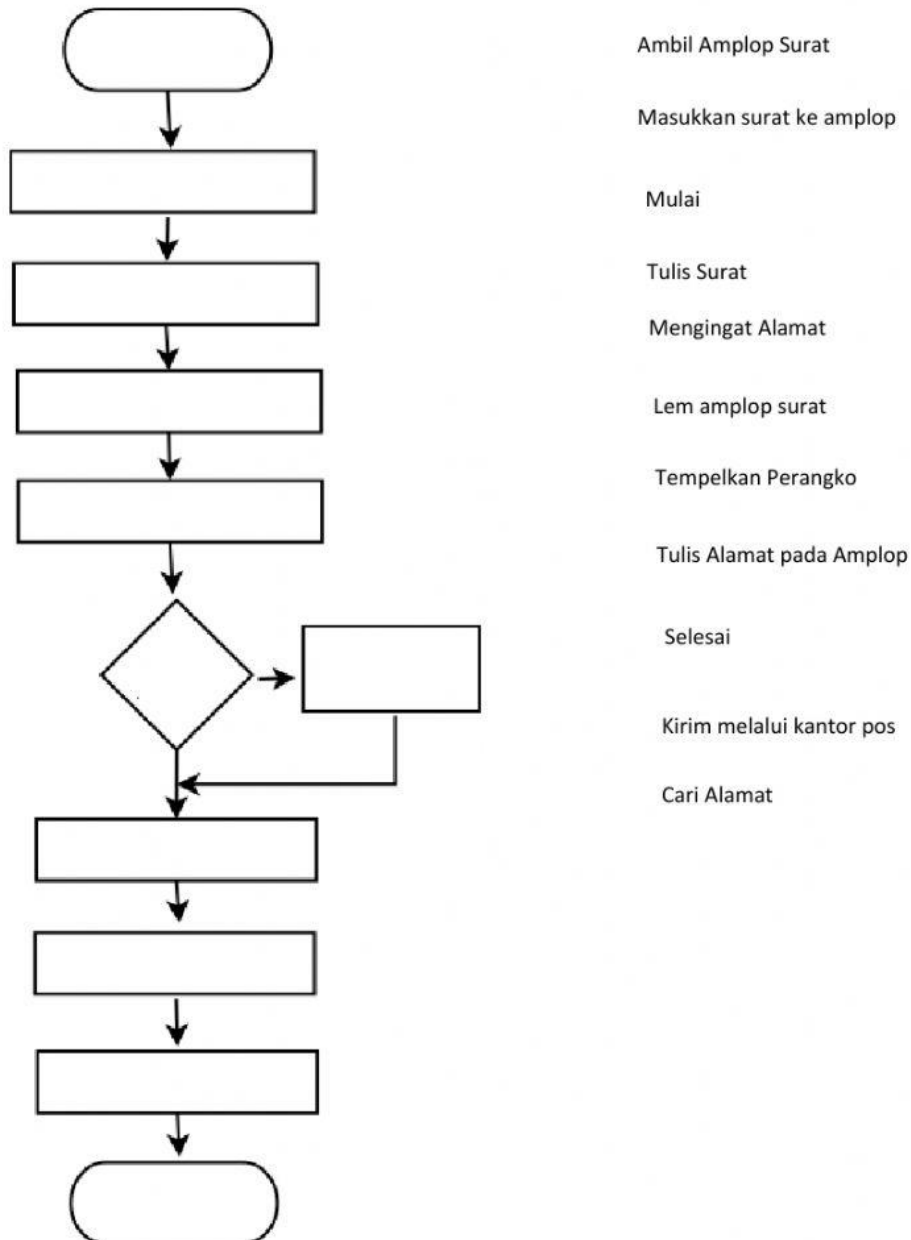 Ambil Amplop Surat
Masukkan surat ke amplop
Mulai
Tulis Surat
Mengingat Alamat
Lem amplop surat
Tempelkan Perangko
Tulis Alamat pada Amplop
Selesai
Kirim melalui kantor pos
Cari Alamat